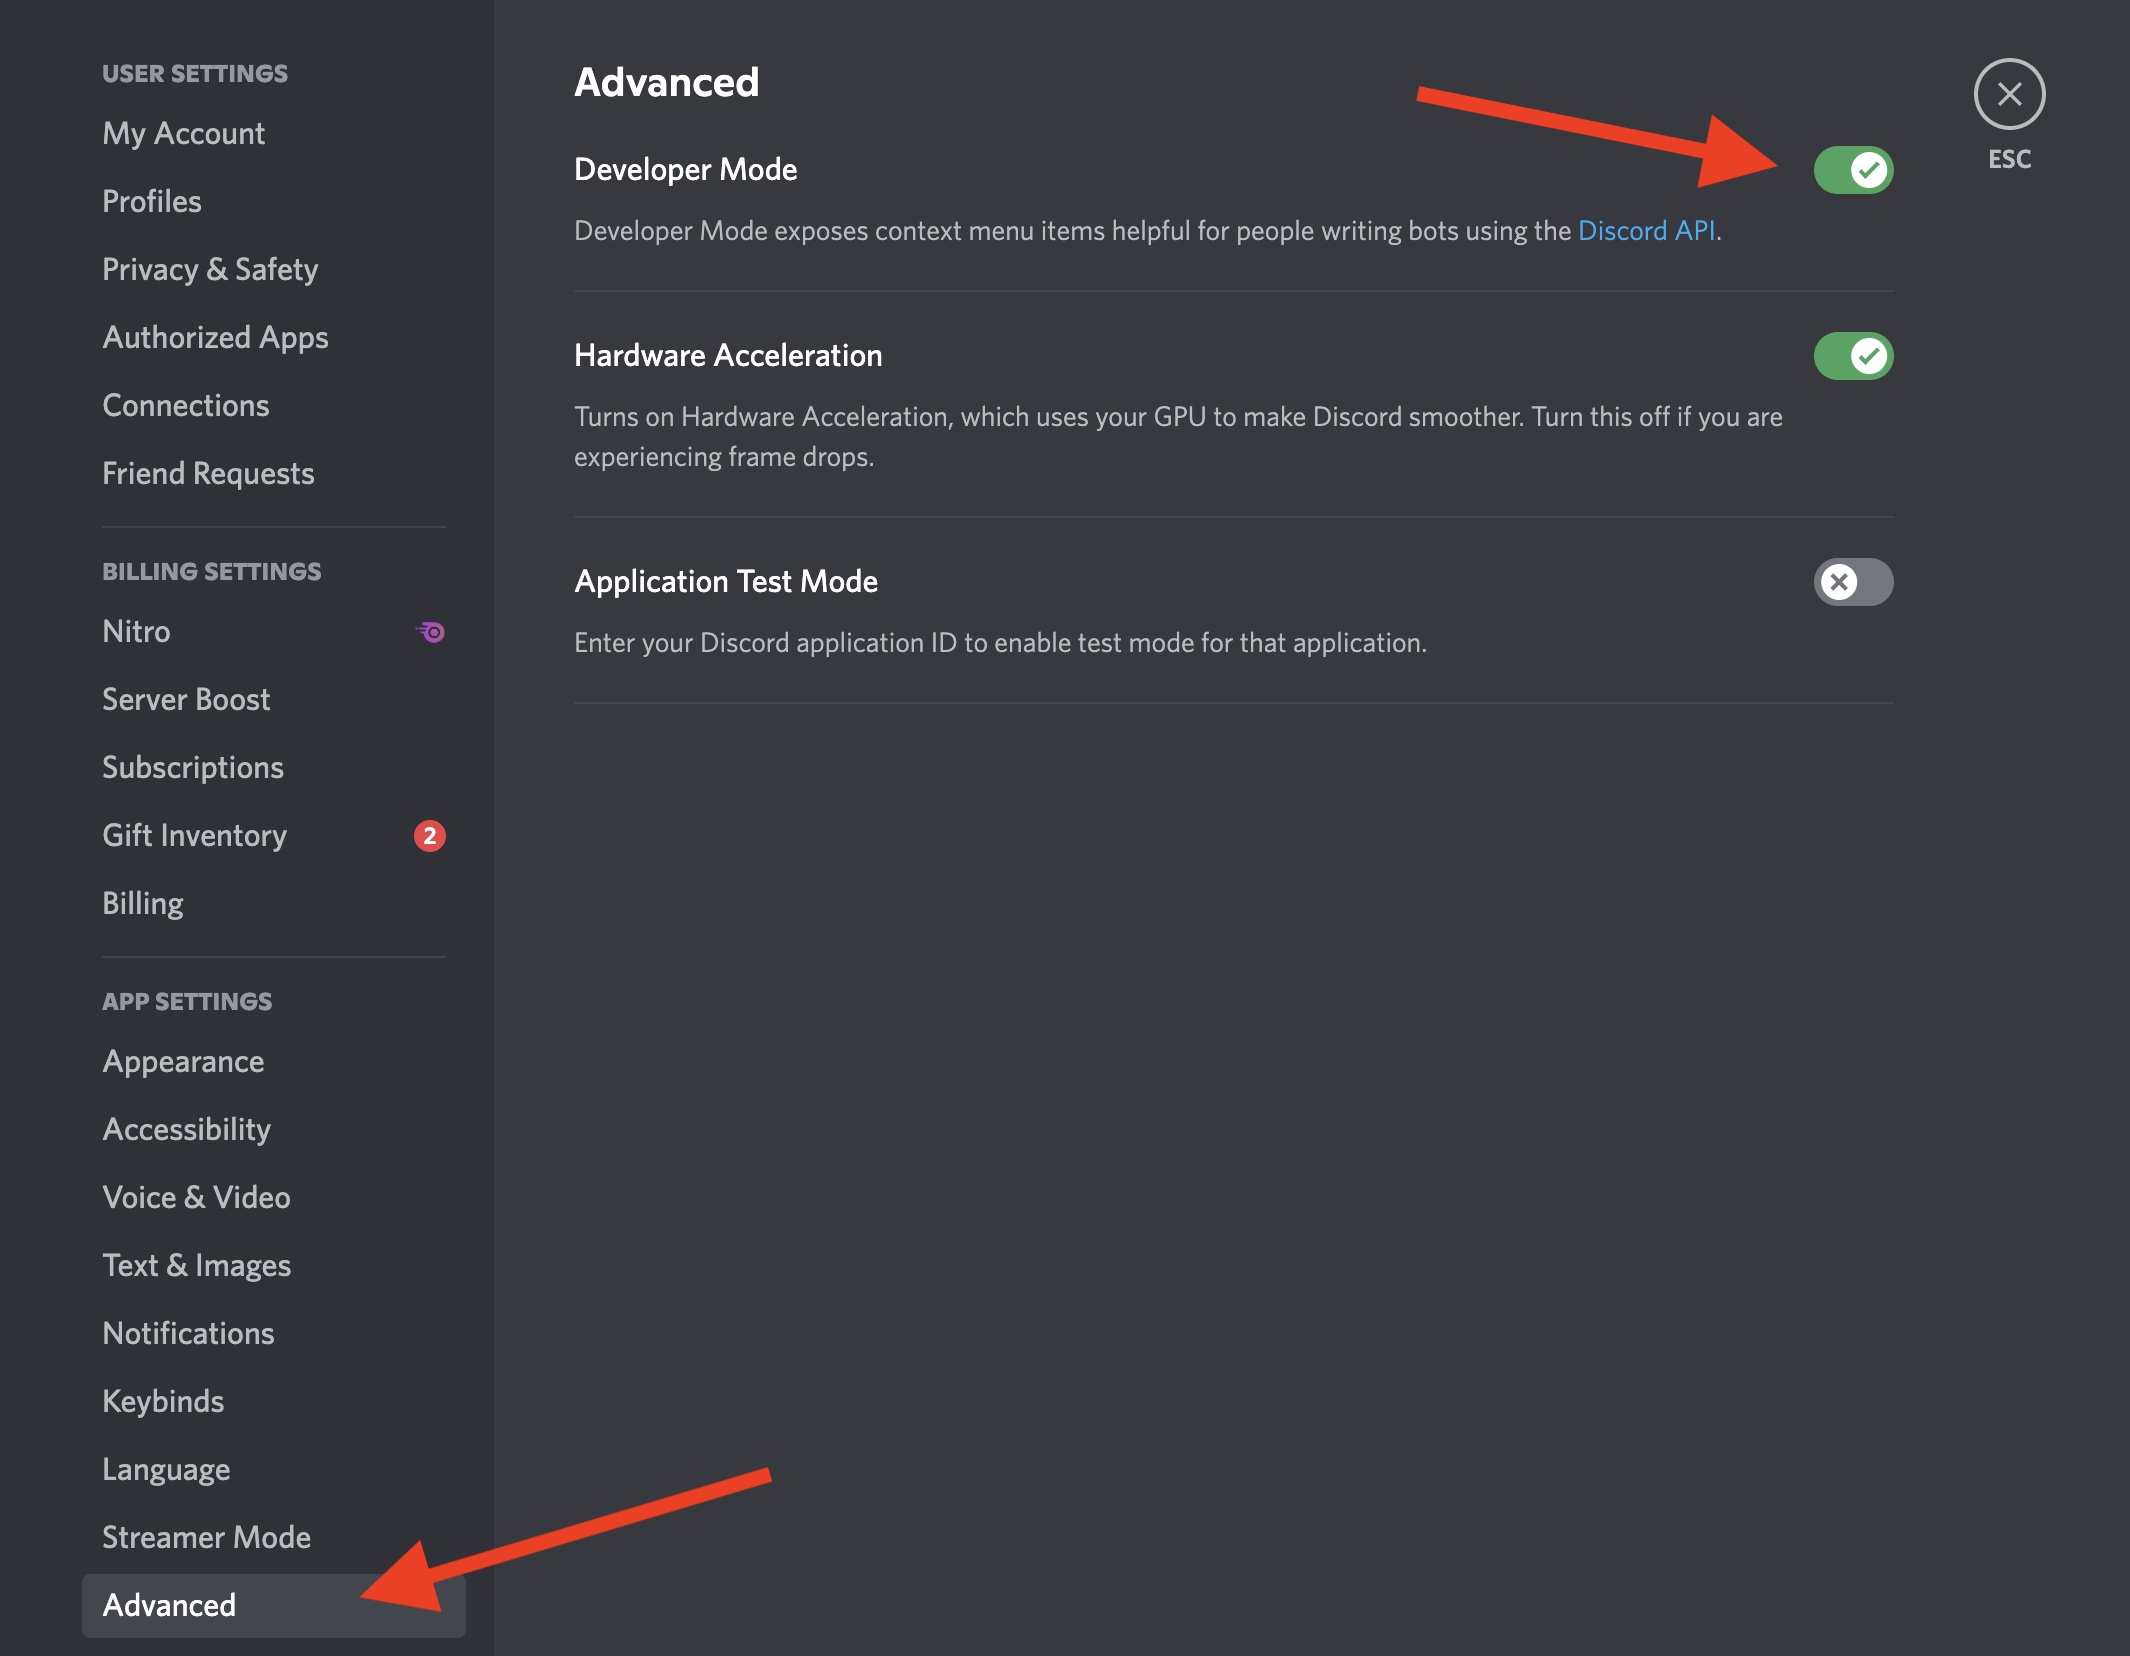 USER SETTINGS
My Account
Profiles
Privacy & Safety
Authorized Apps
Connections
Friend Requests
BILLING SETTINGS
Nitro
Server Boost
Subscriptions
Gift Inventory 2
Billing
APP SETTINGS
Appearance
Accessibility
Voice & Video
Text & Images
Notifications
Keybinds
Language
Streamer Mode
Advanced
Advanced
Developer Mode
Developer Mode exposes context menu items helpful for people writing bots using the Discord API.
Hardware Acceleration
Turns on Hardware Acceleration, which uses your GPU to make Discord smoother. Turn this off if you are
experiencing frame drops.
Application Test Mode
Enter your Discord application ID to enable test mode for that application.
ESC